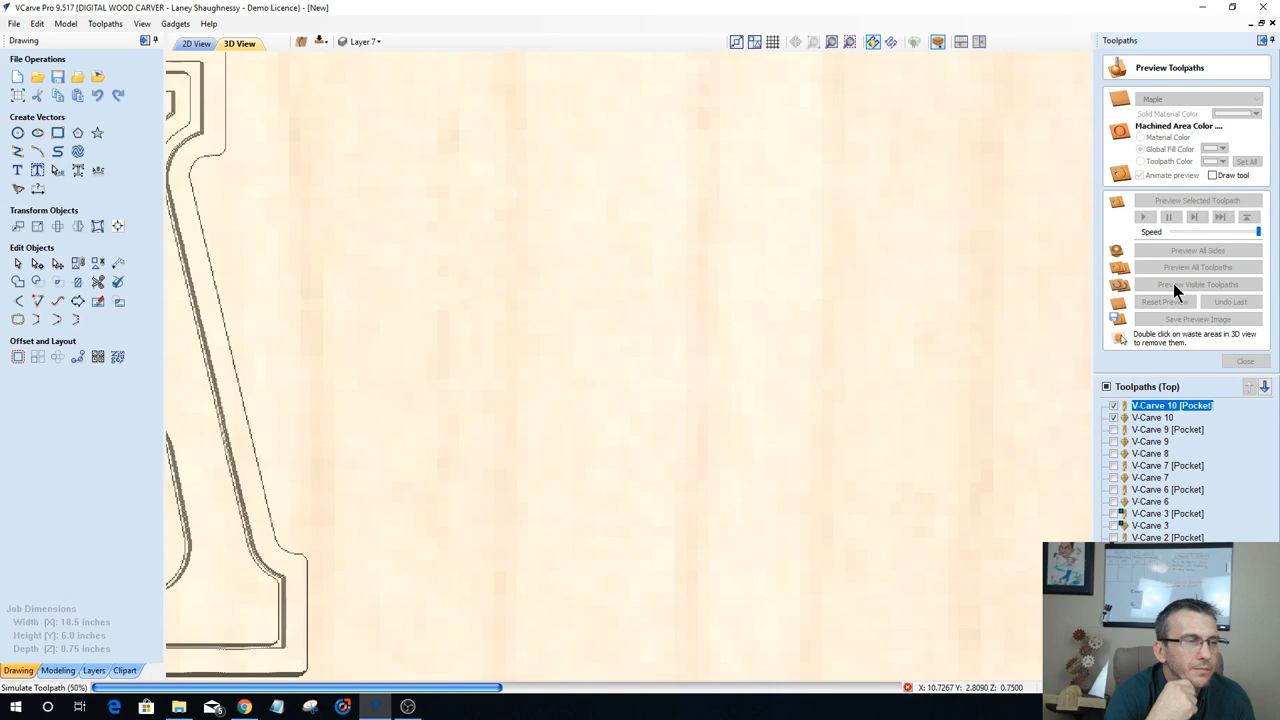 VCarve Pro 9.517 {DIGITAL WOOD CARVER - Laney Shaughnessy - Demo Licence} - [New]
File Edit Model Toolpaths View Gadgets Help
Drawing
2D View 3D View Layer 7
Toolpaths
File Operations
Create Vectors
Transform Objects
Edit Objects
Offset and Layout
Job Dimensions
Width (X): 18.5 inches
Height (Y): 6.0 inches
Depth (Z): 0.75 inches
Drawing Modeling Layers Clipart
Preview Toolpaths
Maple
Solid Material Color
Machined Area Color ....
Material Color
Global Fill Color
Toolpath Color Set All
Animate preview Draw tool
Preview Selected Toolpath
Speed
Preview All Sides
Preview All Toolpaths
Preview Visible Toolpaths
Reset Preview Undo Last
Save Preview Image
Double click on waste areas in 3D view
to remove them.
Close
Toolpaths (Top)
V-Carve 10 [Pocket]
V-Carve 10
V-Carve 9 [Pocket]
V-Carve 9
V-Carve 8
V-Carve 7 [Pocket]
V-Carve 7
V-Carve 6 [Pocket]
V-Carve 6
V-Carve 3 [Pocket]
V-Carve 3
V-Carve 2 [Pocket]
Simulate Toolpath (50%)
X: 10.7267 Y: 2.8090 Z: 0.7500